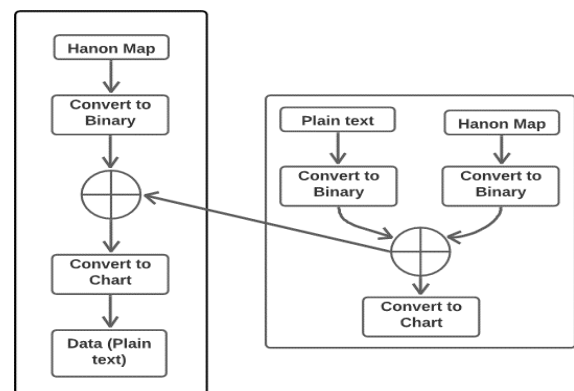 Hanon Map
Convert to
Binary
Convert to
Chart
Data (Plain
text)
Plain text
Hanon Map
Convert to
Binary
Convert to
Binary
Convert to
Chart